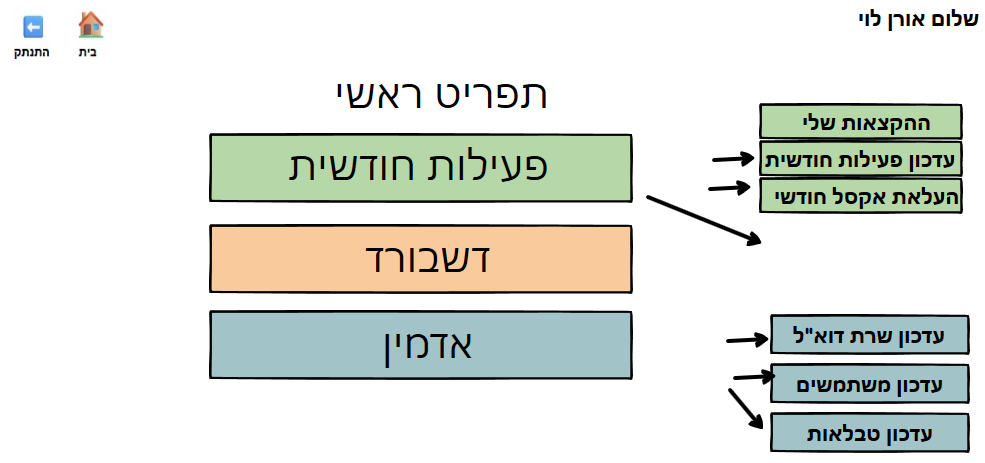 שלום אורן לוי
בית
התנתק
תפריט ראשי
פעילות חודשית
דשבורד
אדמין
ההקצאות שלי
עדכון פעילות חודשית
העלאת אקסל חודשי
עדכון שרת דוא"ל
עדכון משתמשים
עדכון טבלאות